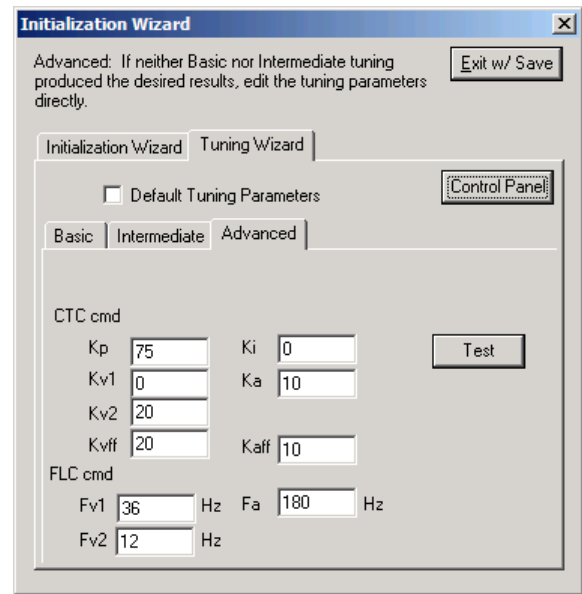 Initialization Wizard
Advanced: If neither Basic nor Intermediate tuning
produced the desired results, edit the tuning parameters
directly.
Exit w/ Save
Initialization Wizard Tuning Wizard
Default Tuning Parameters
Control Panel
Basic Intermediate Advanced
CTC cmd
Kp 75 Ki 0
Test
Kv1 0 Ka 10
Kv2 20
Kvff 20 Kaff 10
FLC cmd
Fv1 36 Hz Fa 180 Hz
Fv2 12 Hz